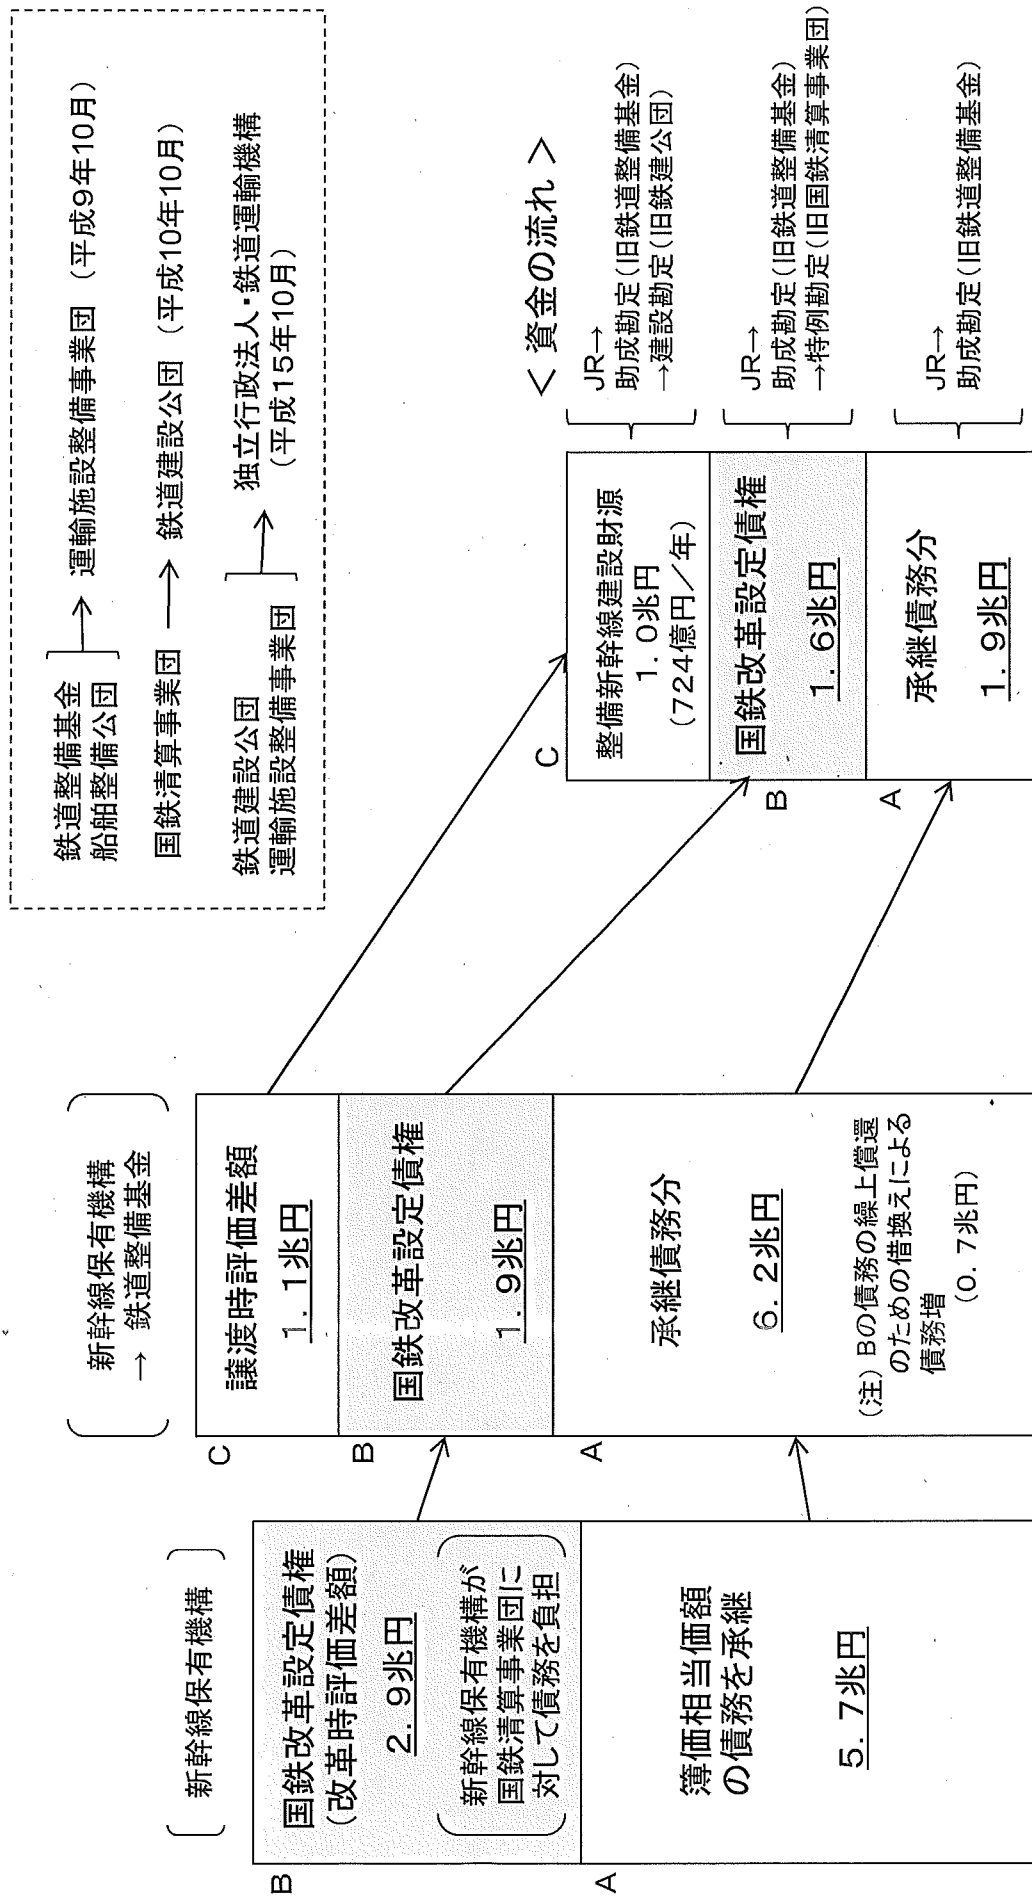 〔新幹線保有機構〕
B
国鉄改革設定債権
(改革時評価差額)
2.9兆円
新幹線保有機構が
国鉄清算事業団に
対して債務を負担
A
簿価相当価額
の債務を承継
5.7兆円
新幹線保有機構
→ 鉄道整備基金
C
譲渡時評価差額
1.1兆円
B
国鉄改革設定債権
1.9兆円
A
承継債務分
6.2兆円
(注) Bの債務の繰上償還
のための借換えによる
債務増
(0.7兆円)
鉄道整備基金
船舶整備公団
→ 運輸施設整備事業団 (平成9年10月)
国鉄清算事業団 → 鉄道建設公団 (平成10年10月)
鉄道建設公団
運輸施設整備事業団
→ 独立行政法人・鉄道運輸機構
(平成15年10月)
C
整備新幹線建設財源
1.0兆円
(724億円/年)
B
国鉄改革設定債権
1.6兆円
A
承継債務分
1.9兆円
<資金の流れ>
JR→
助成勘定(旧鉄道整備基金)
→建設勘定(旧鉄建公団)
JR→
助成勘定(旧鉄道整備基金)
→特例勘定(旧国鉄清算事業団)
JR→
助成勘定(旧鉄道整備基金)